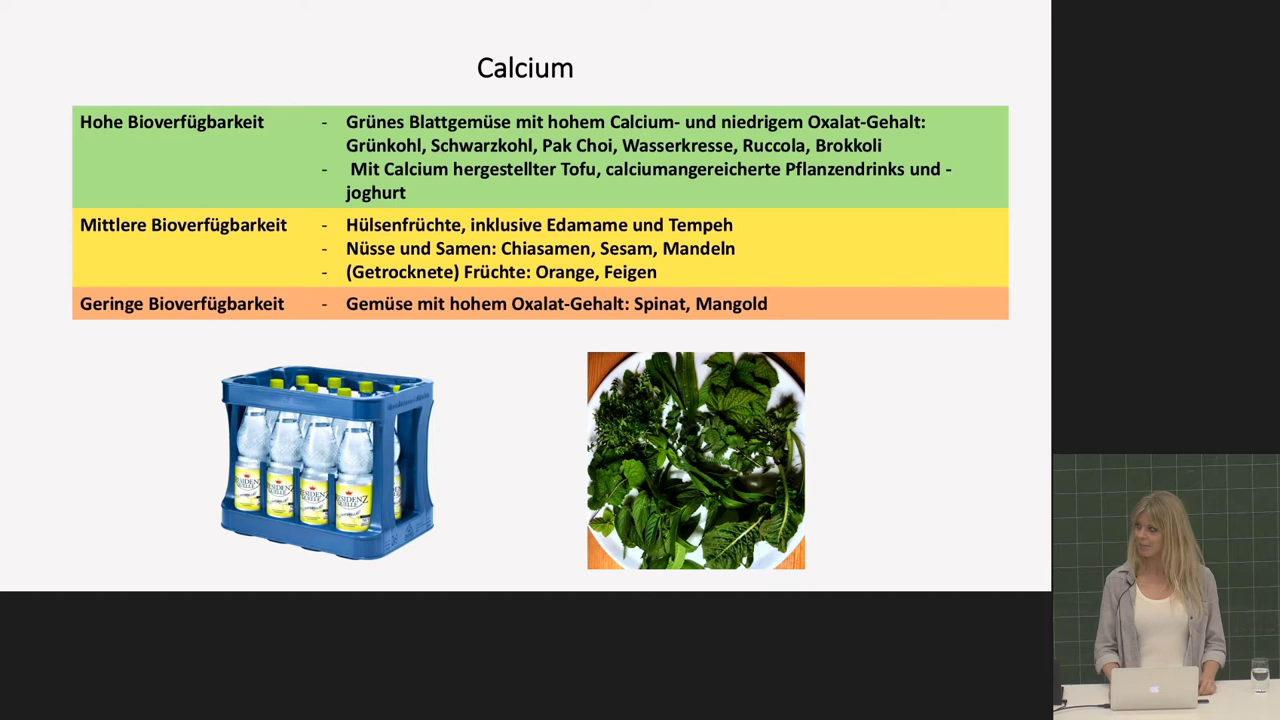 Calcium
Hohe Bioverfügbarkeit
- Grünes Blattgemüse mit hohem Calcium- und niedrigem Oxalat-Gehalt:
Grünkohl, Schwarzkohl, Pak Choi, Wasserkresse, Ruccola, Brokkoli
- Mit Calcium hergestellter Tofu, calciumangereicherte Pflanzendrinks und -
joghurt
Mittlere Bioverfügbarkeit
- Hülsenfrüchte, inklusive Edamame und Tempeh
- Nüsse und Samen: Chiasamen, Sesam, Mandeln
- (Getrocknete) Früchte: Orange, Feigen
Geringe Bioverfügbarkeit
- Gemüse mit hohem Oxalat-Gehalt: Spinat, Mangold
RESIDENZ
QUELLE